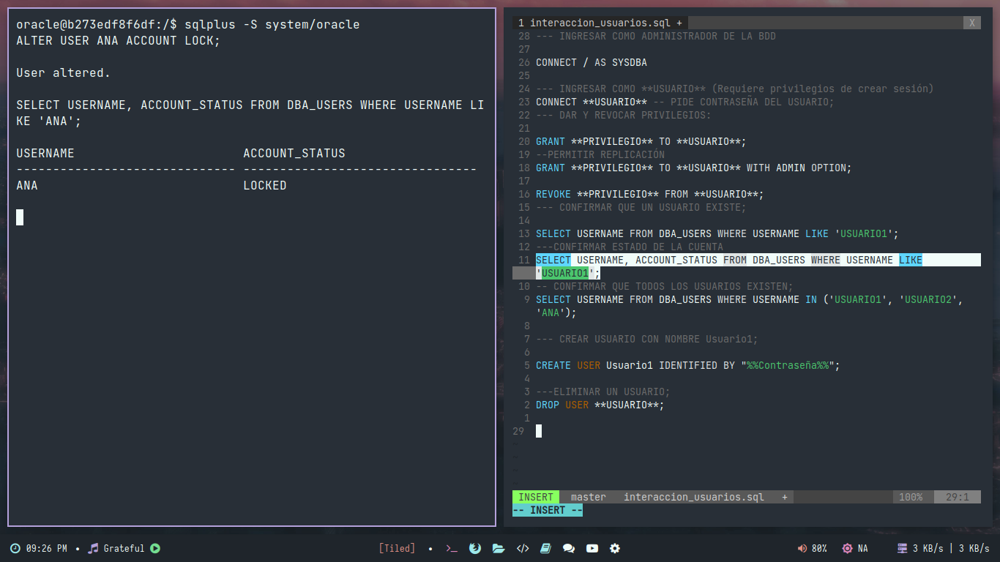 oracle@b273edf8f6df:/$ sqlplus -S system/oracle
ALTER USER ANA ACCOUNT LOCK;
User altered.
SELECT USERNAME, ACCOUNT_STATUS FROM DBA_USERS WHERE USERNAME LI
KE 'ANA';
USERNAME                       ACCOUNT_STATUS
------------------------------ --------------------------------
ANA                            LOCKED
1 interaccion_usuarios.sql + X
28 --- INGRESAR COMO ADMINISTRADOR DE LA BDD
27
26 CONNECT / AS SYSDBA
25
24 --- INGRESAR COMO **USUARIO** (Requiere privilegios de crear sesión)
23 CONNECT **USUARIO** -- PIDE CONTRASEÑA DEL USUARIO;
22 --- DAR Y REVOCAR PRIVILEGIOS:
21
20 GRANT **PRIVILEGIO** TO **USUARIO**;
19 --PERMITIR REPLICACIÓN
18 GRANT **PRIVILEGIO** TO **USUARIO** WITH ADMIN OPTION;
17
16 REVOKE **PRIVILEGIO** FROM **USUARIO**;
15 --- CONFIRMAR QUE UN USUARIO EXISTE;
14
13 SELECT USERNAME FROM DBA_USERS WHERE USERNAME LIKE 'USUARIO1';
12 ---CONFIRMAR ESTADO DE LA CUENTA
11 SELECT USERNAME, ACCOUNT_STATUS FROM DBA_USERS WHERE USERNAME LIKE
'USUARIO1';
10 -- CONFIRMAR QUE TODOS LOS USUARIOS EXISTEN;
9 SELECT USERNAME FROM DBA_USERS WHERE USERNAME IN ('USUARIO1', 'USUARIO2',
'ANA');
8
7 --- CREAR USUARIO CON NOMBRE Usuario1;
6
5 CREATE USER Usuario1 IDENTIFIED BY "%%Contraseña%%";
4
3 ---ELIMINAR UN USUARIO;
2 DROP USER **USUARIO**;
1
29
~
~
~
~
INSERT master interaccion_usuarios.sql + 100% 29:1
-- INSERT --
09:26 PM • Grateful [Tiled] • >_ </> 80% NA 3 KB/s | 3 KB/s